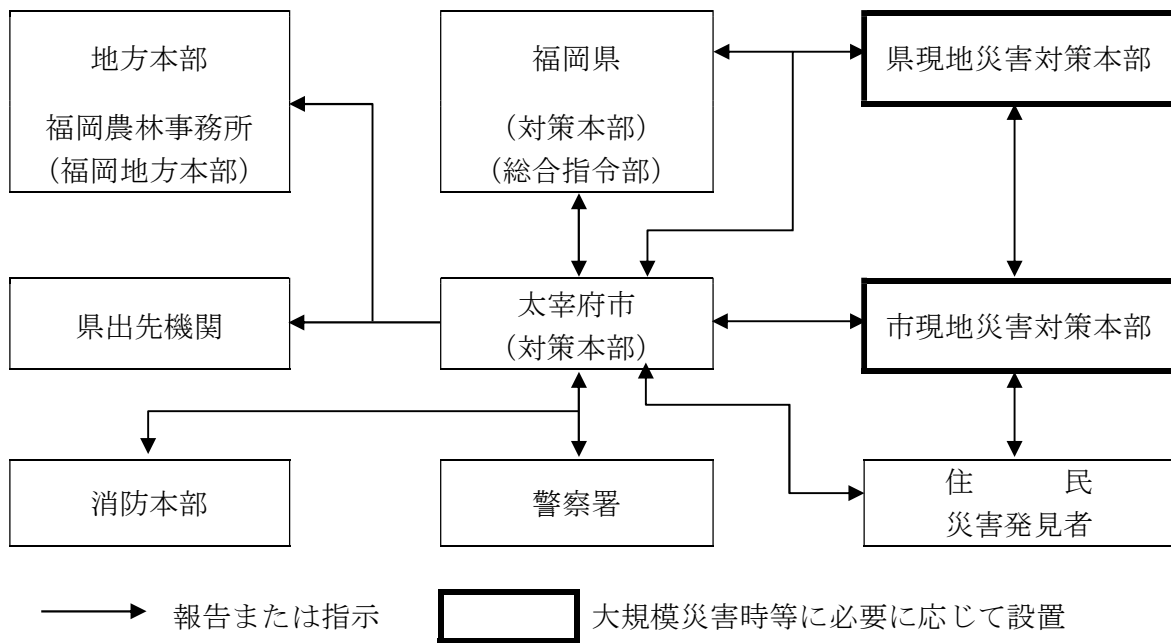 地方本部
福岡農林事務所
（福岡地方本部）
福岡県
（対策本部）
（総合指令部）
県現地災害対策本部
県出先機関
太宰府市
（対策本部）
市現地災害対策本部
消防本部
警察署
住　　民
災害発見者
報告または指示
大規模災害時等に必要に応じて設置